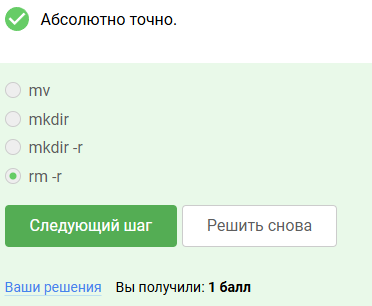 Абсолютно точно.
mv
mkdir
mkdir -r
rm -r
Следующий шаг Решить снова
Ваши решения Вы получили: 1 балл